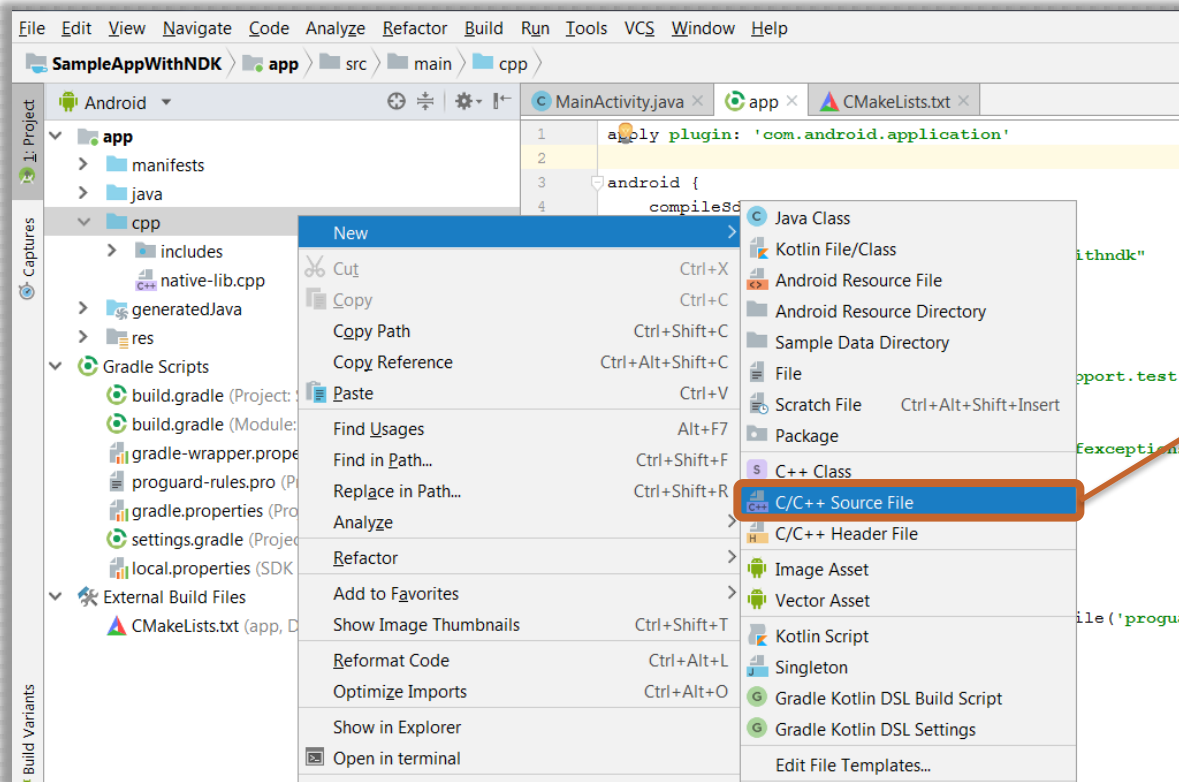 File Edit View Navigate Code Analyze Refactor Build Run Tools VCS Window Help
SampleAppWithNDK app src main cpp
1: Project
Captures
Build Variants
Android
app
manifests
java
cpp
includes
native-lib.cpp
generatedJava
res
Gradle Scripts
build.gradle (Project:
build.gradle (Module:
gradle-wrapper.prope
proguard-rules.pro
gradle.properties (Pro
settings.gradle (Projec
local.properties (SDK
External Build Files
CMakeLists.txt (app,
MainActivity.java app CMakeLists.txt
1 apply plugin: 'com.android.application'
2
3 android {
4 compileSd
ithndk"
pport.test
fexception
ile('progua
New
Cut Ctrl+X
Copy Ctrl+C
Copy Path Ctrl+Shift+C
Copy Reference Ctrl+Alt+Shift+C
Paste Ctrl+V
Find Usages Alt+F7
Find in Path... Ctrl+Shift+F
Replace in Path... Ctrl+Shift+R
Analyze
Refactor
Add to Favorites
Show Image Thumbnails Ctrl+Shift+T
Reformat Code Ctrl+Alt+L
Optimize Imports Ctrl+Alt+O
Show in Explorer
Open in terminal
Java Class
Kotlin File/Class
Android Resource File
Android Resource Directory
Sample Data Directory
File
Scratch File Ctrl+Alt+Shift+Insert
Package
C++ Class
C/C++ Source File
C/C++ Header File
Image Asset
Vector Asset
Kotlin Script
Singleton
Gradle Kotlin DSL Build Script
Gradle Kotlin DSL Settings
Edit File Templates...